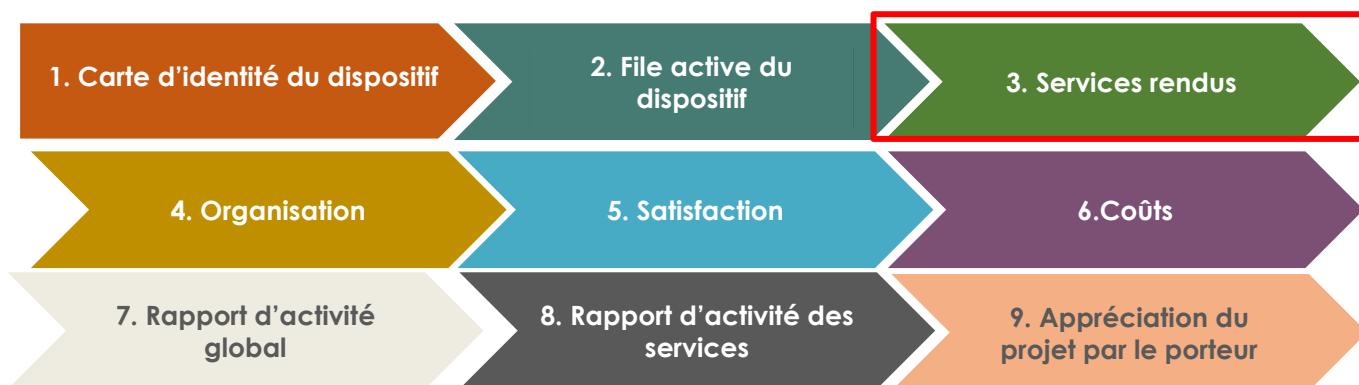 1. Carte d’identité du dispositif
2. File active du
dispositif
3. Services rendus
4. Organisation
5. Satisfaction
6.Coûts
7. Rapport d’activité
global
8. Rapport d’activité des
services
9. Appréciation du
projet par le porteur